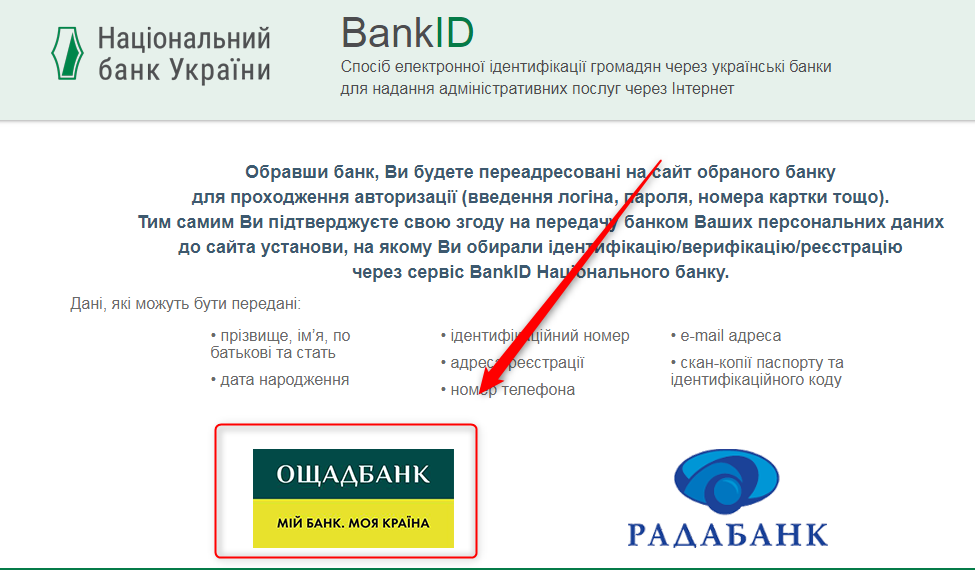 Національний
банк України
BankID
Спосіб електронної ідентифікації громадян через українські банки
для надання адміністративних послуг через Інтернет
Обравши банк, Ви будете переадресовані на сайт обраного банку
для проходження авторизації (введення логіна, пароля, номера картки тощо).
Тим самим Ви підтверджуєте свою згоду на передачу банком Ваших персональних даних
до сайта установи, на якому Ви обирали ідентифікацію/верифікацію/реєстрацію
через сервіс BankID Національного банку.
Дані, які можуть бути передані:
• прізвище, ім’я, по
батькові та стать
• дата народження
• ідентифікаційний номер
• адреса реєстрації
• номер телефона
• e-mail адреса
• скан-копії паспорту та
ідентифікаційного коду
ОЩАДБАНК
МІЙ БАНК. МОЯ КРАЇНА
РАДАБАНК